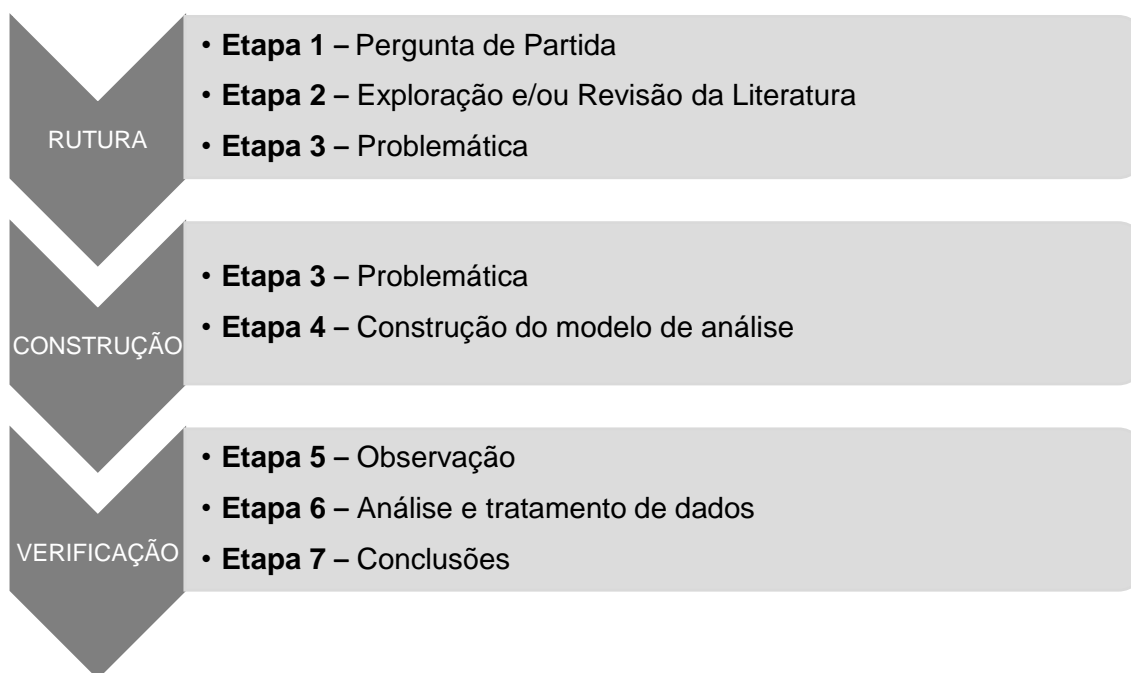 RUTURA
• Etapa 1 – Pergunta de Partida
• Etapa 2 – Exploração e/ou Revisão da Literatura
• Etapa 3 – Problemática
CONSTRUÇÃO
• Etapa 3 – Problemática
• Etapa 4 – Construção do modelo de análise
VERIFICAÇÃO
• Etapa 5 – Observação
• Etapa 6 – Análise e tratamento de dados
• Etapa 7 – Conclusões